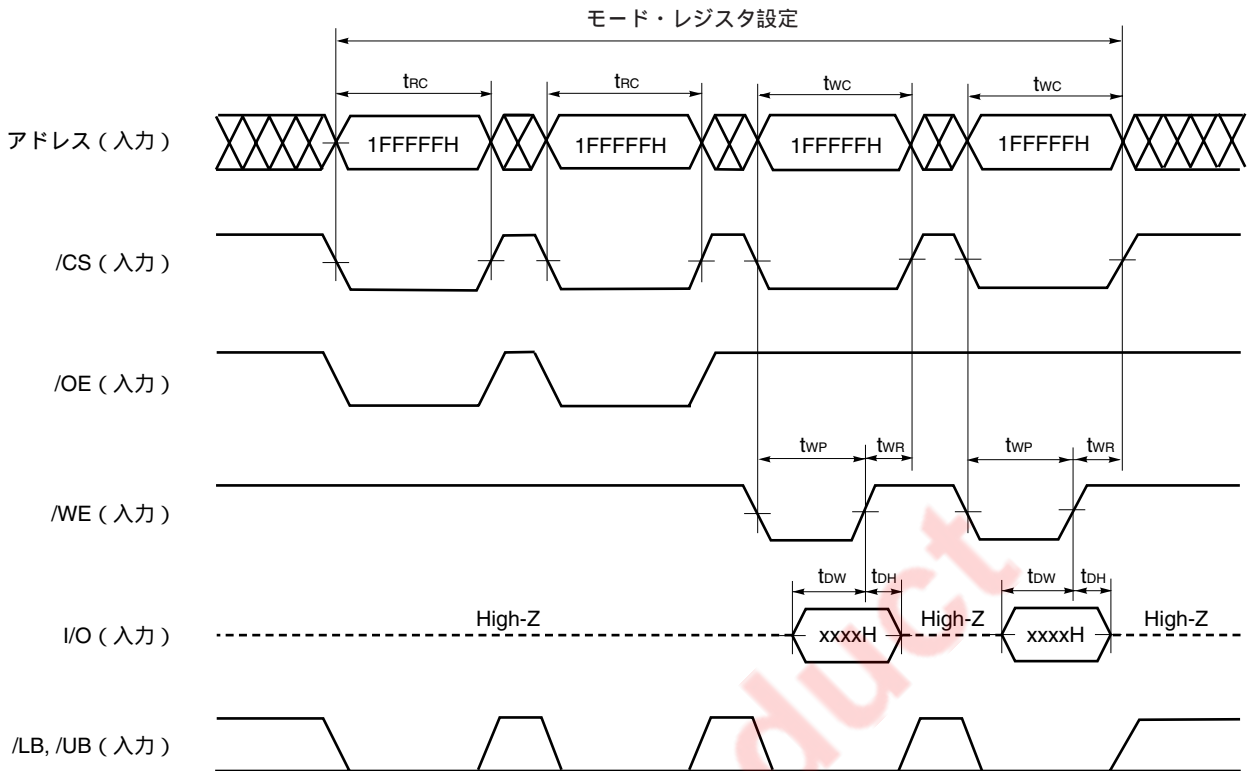 モード・レジスタ設定
tRC tRC tWC tWC
アドレス（入力） 1FFFFFH 1FFFFFH 1FFFFFH 1FFFFFH
/CS（入力）
/OE（入力）
tWP tWR tWP tWR
/WE（入力）
tDW tDH tDW tDH
I/O（入力） High-Z xxxxH High-Z xxxxH High-Z
/LB, /UB（入力）
duct